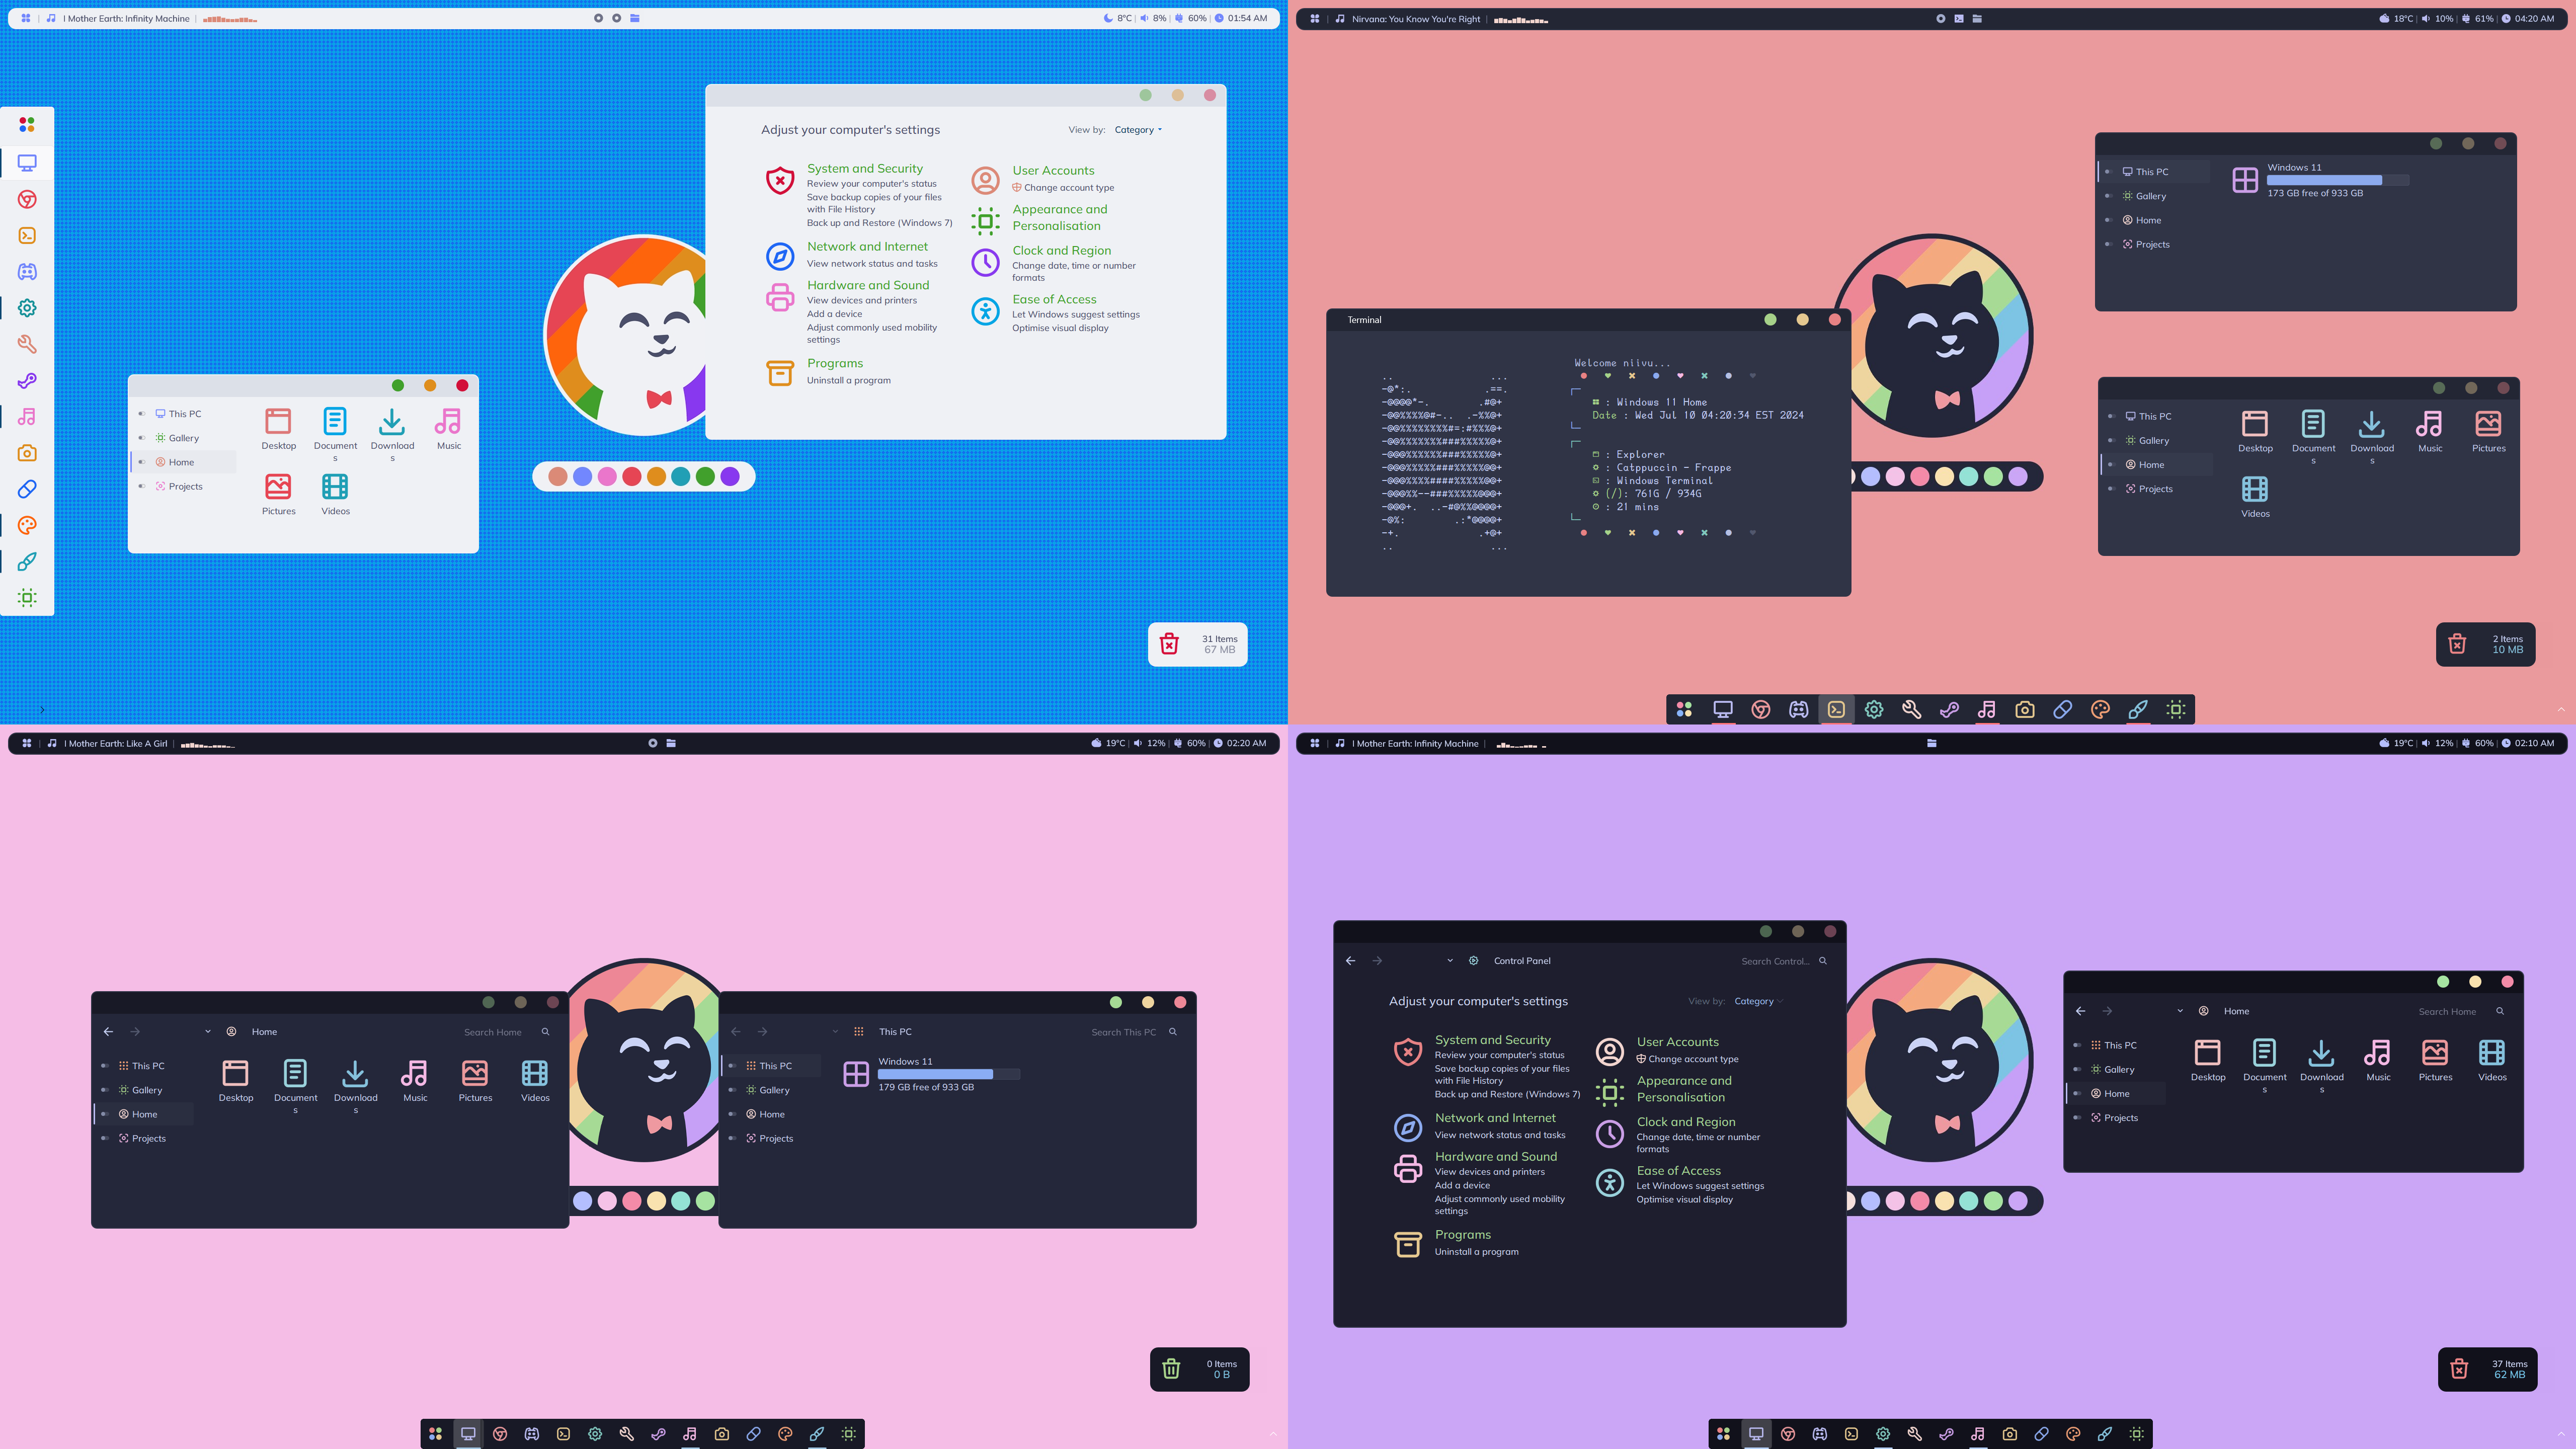 I Mother Earth: Infinity Machine
8°C | 8% | 60% | 01:54 AM
Adjust your computer's settings
View by: Category
System and Security
Review your computer's status
Save backup copies of your files
with File History
Back up and Restore (Windows 7)
Network and Internet
View network status and tasks
Hardware and Sound
View devices and printers
Add a device
Adjust commonly used mobility
settings
Programs
Uninstall a program
User Accounts
Change account type
Appearance and
Personalisation
Clock and Region
Change date, time or number
formats
Ease of Access
Let Windows suggest settings
Optimise visual display
This PC
Gallery
Home
Projects
Desktop
Document
s
Download
s
Music
Pictures
Videos
31 Items
67 MB
Nirvana: You Know You're Right
18°C | 10% | 61% | 04:20 AM
This PC
Gallery
Home
Projects
Windows 11
173 GB free of 933 GB
Terminal
Welcome niivu...
: Windows 11 Home
Date : Wed Jul 10 04:20:34 EST 2024
: Explorer
: Catppuccin - Frappe
: Windows Terminal
(/): 761G / 934G
: 21 mins
This PC
Gallery
Home
Projects
Desktop
Document
s
Download
s
Music
Pictures
Videos
2 Items
10 MB
I Mother Earth: Like A Girl
19°C | 12% | 60% | 02:20 AM
Home
Search Home
This PC
Gallery
Home
Projects
Desktop
Document
s
Download
s
Music
Pictures
Videos
This PC
Search This PC
This PC
Gallery
Home
Projects
Windows 11
179 GB free of 933 GB
0 Items
0 B
I Mother Earth: Infinity Machine
19°C | 12% | 60% | 02:10 AM
Control Panel
Search Control...
Adjust your computer's settings
View by: Category
System and Security
Review your computer's status
Save backup copies of your files
with File History
Back up and Restore (Windows 7)
Network and Internet
View network status and tasks
Hardware and Sound
View devices and printers
Add a device
Adjust commonly used mobility
settings
Programs
Uninstall a program
User Accounts
Change account type
Appearance and
Personalisation
Clock and Region
Change date, time or number
formats
Ease of Access
Let Windows suggest settings
Optimise visual display
Home
Search Home
This PC
Gallery
Home
Projects
Desktop
Document
s
Download
s
Music
Pictures
Videos
37 Items
62 MB